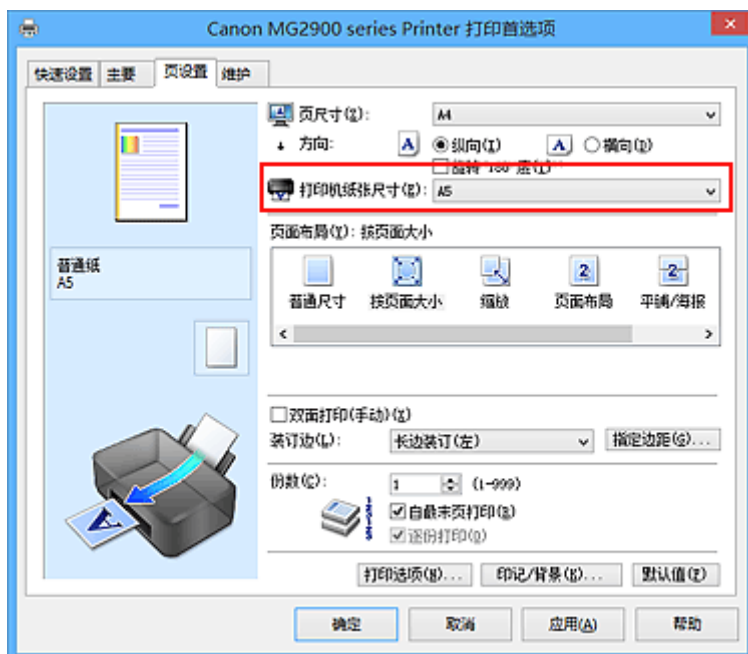 Canon MG2900 series Printer 打印首选项
快速设置 主要 页设置 维护
页尺寸(Z): A4
方向: A 纵向(T) A 横向(D)
旋转 180 度(I)
打印机纸张尺寸(E): A5
页面布局(Y): 按页面大小
普通纸
A5
普通尺寸 按页面大小 缩放 页面布局 平铺/海报
双面打印(手动)(X)
装订边(L): 长边装订(左) 指定边距(G)...
份数(C): 1 (1-999)
自最末页打印(R)
逐份打印(O)
打印选项(N)... 印记/背景(K)... 默认值(F)
确定 取消 应用(A) 帮助